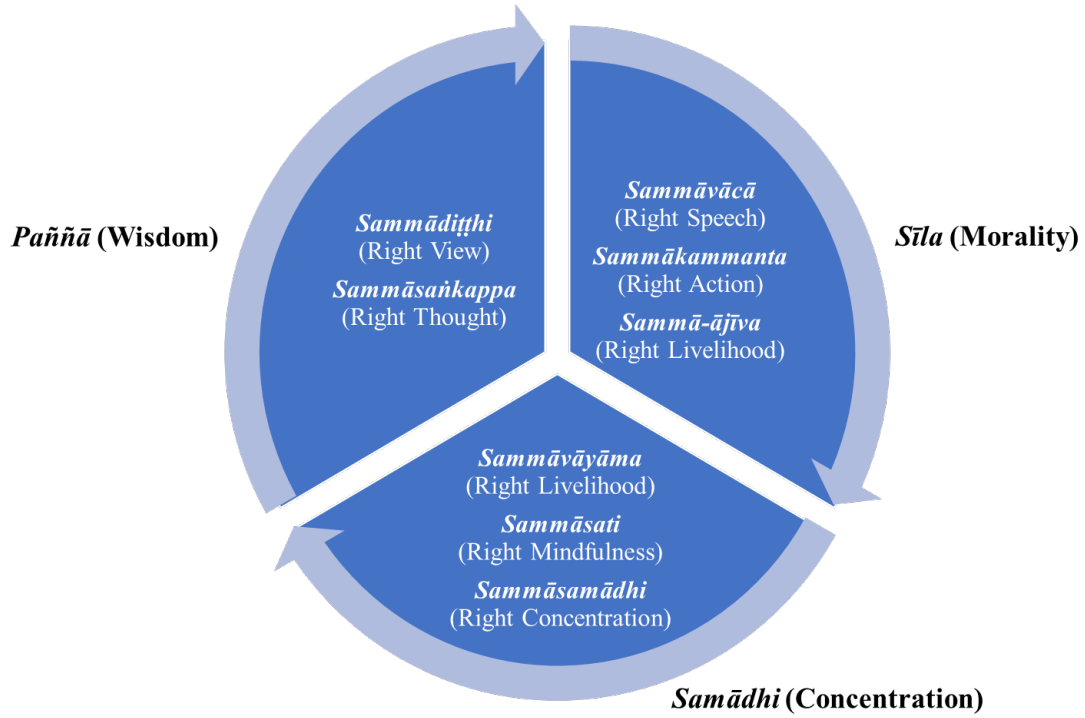 Paññā (Wisdom)
Sammādiṭṭhi
(Right View)
Sammāsaṅkappa
(Right Thought)
Sammāvācā
(Right Speech)
Sammākammanta
(Right Action)
Sammā-ājīva
(Right Livelihood)
Sīla (Morality)
Sammāvāyāma
(Right Livelihood)
Sammāsati
(Right Mindfulness)
Sammāsamādhi
(Right Concentration)
Samādhi (Concentration)